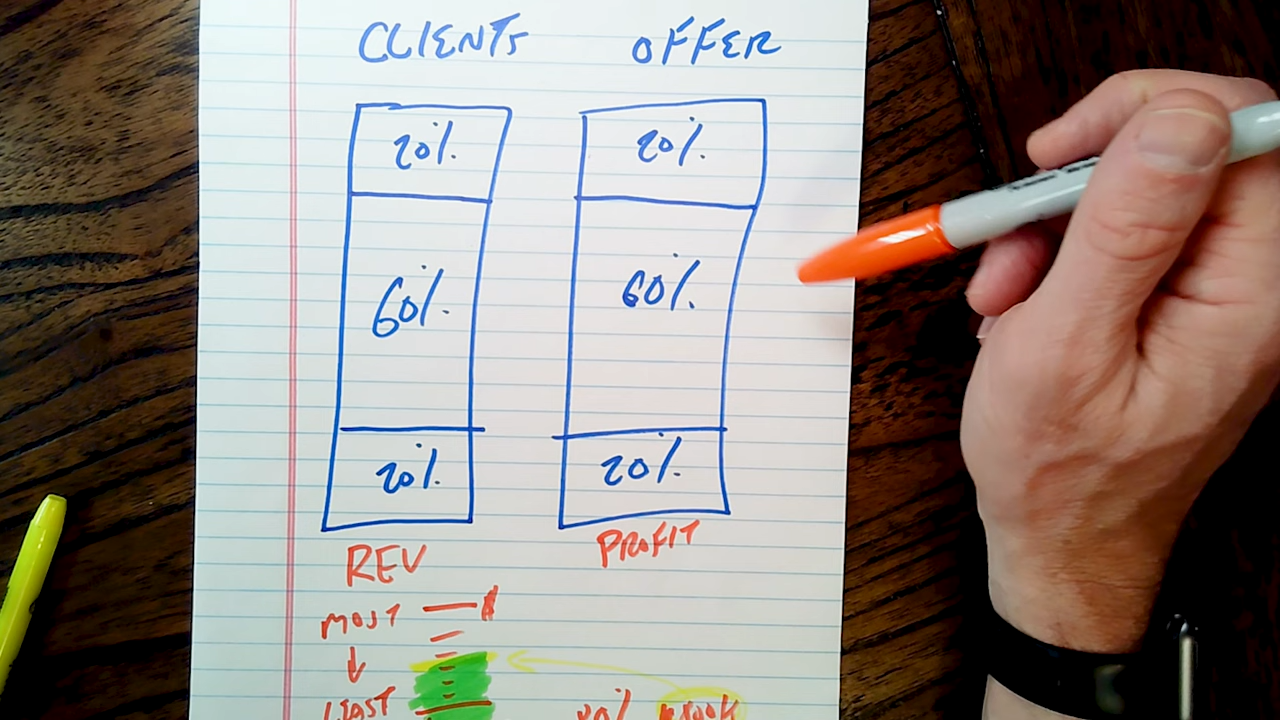 CLIENTS OFFER
20% 20%
60% 60%
20% 20%
REV PROFIT
MOST
LEAST